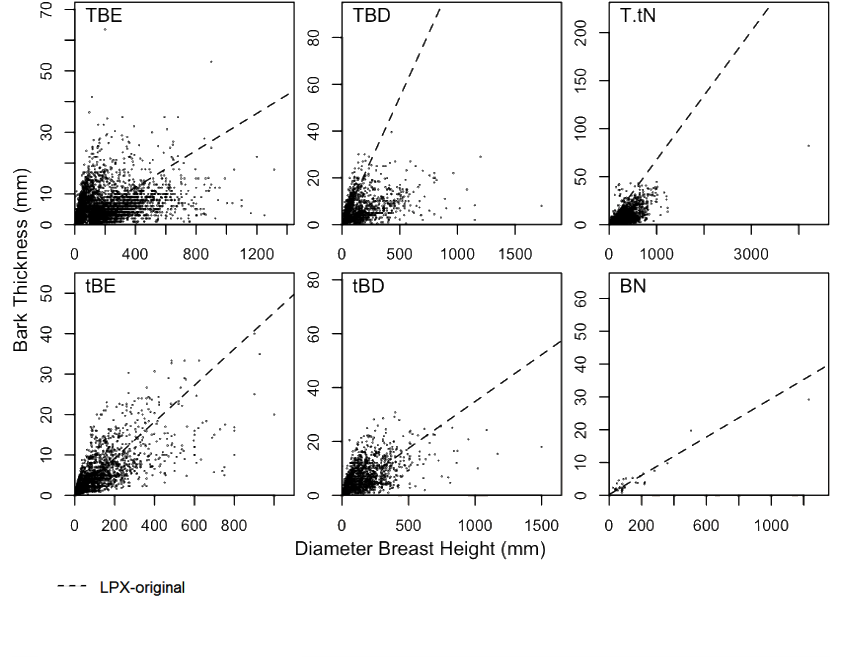 TBE
TBD
T.tN
0 10 30 50 70
0 20 40 60 80
0 50 100 150 200
0 400 800 1200
0 500 1000 1500
0 1000 3000
Bark Thickness (mm)
tBE
tBD
BN
0 10 20 30 40 50
0 20 40 60 80
0 10 20 30 40 50 60
0 200 400 600 800
0 500 1000 1500
0 200 600 1000
Diameter Breast Height (mm)
LPX-original